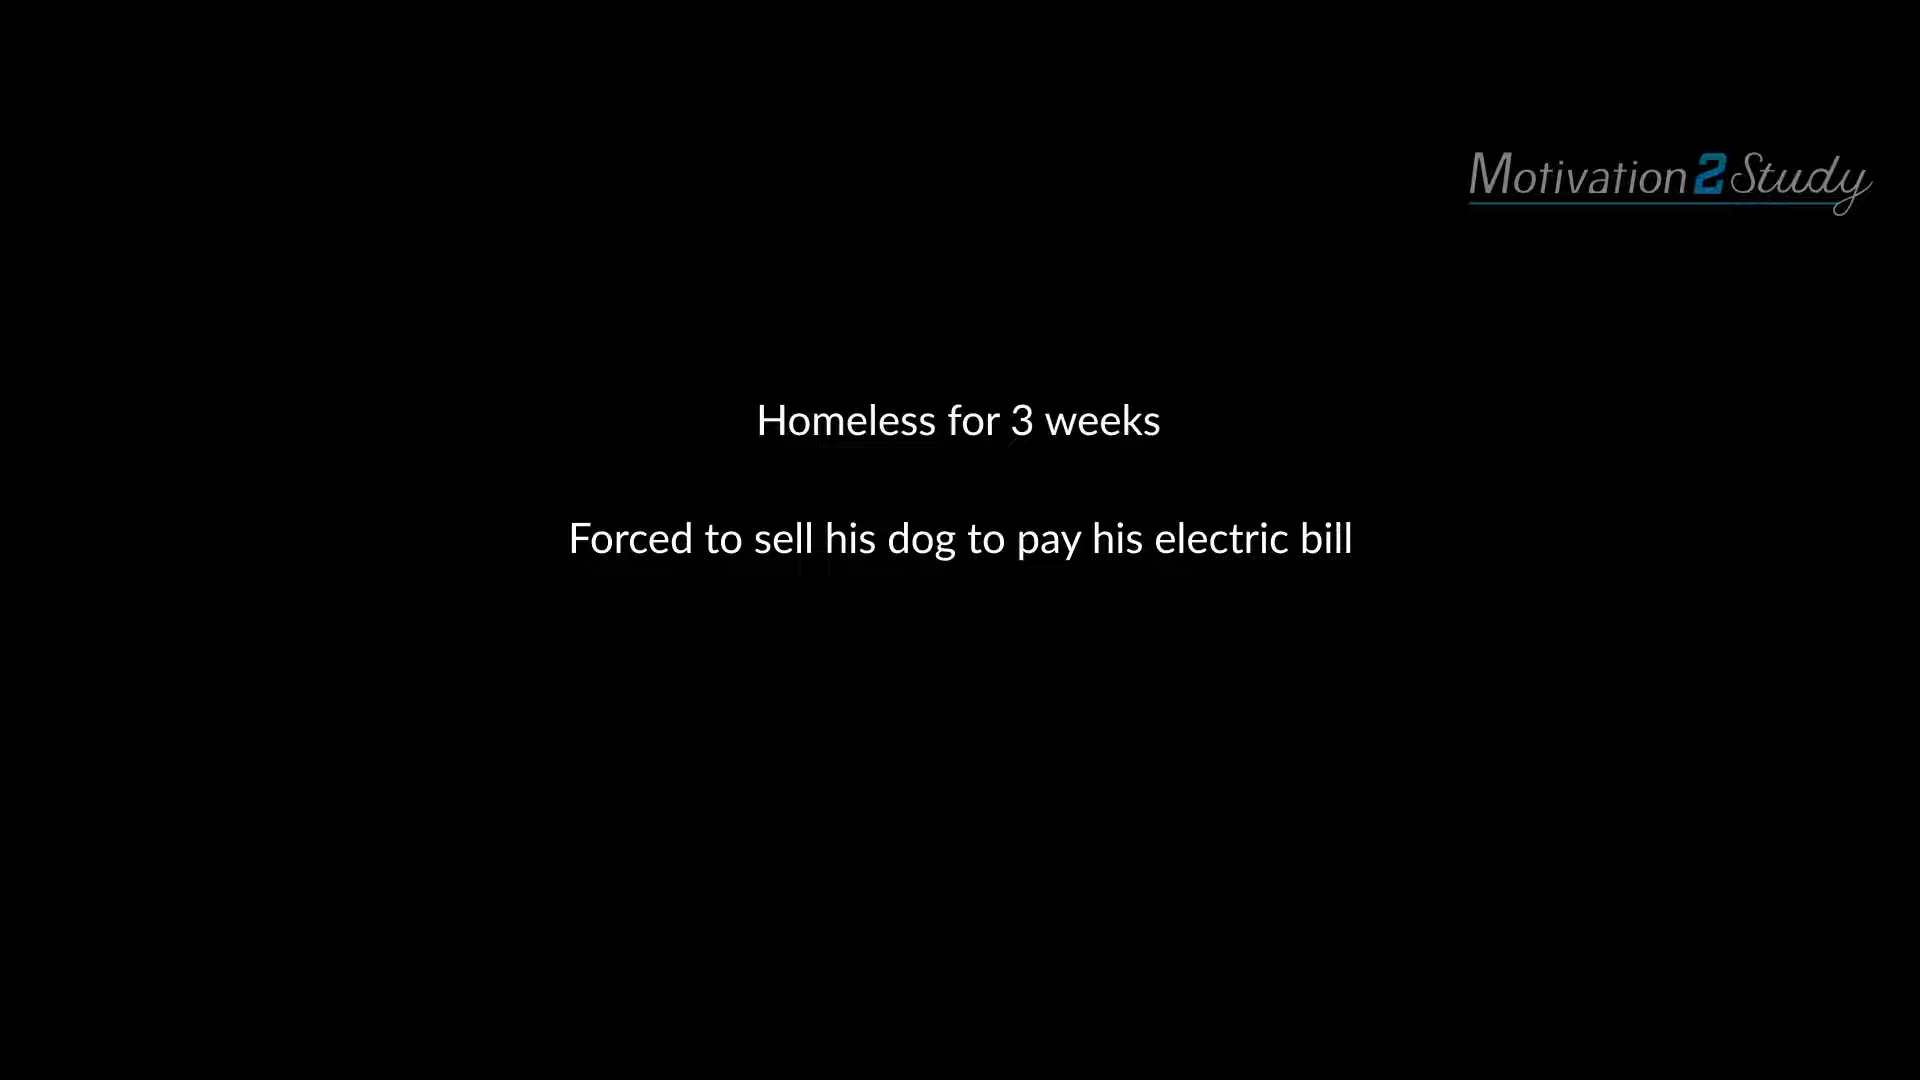 Motivation2Study
Homeless for 3 weeks
Forced to sell his dog to pay his electric bill